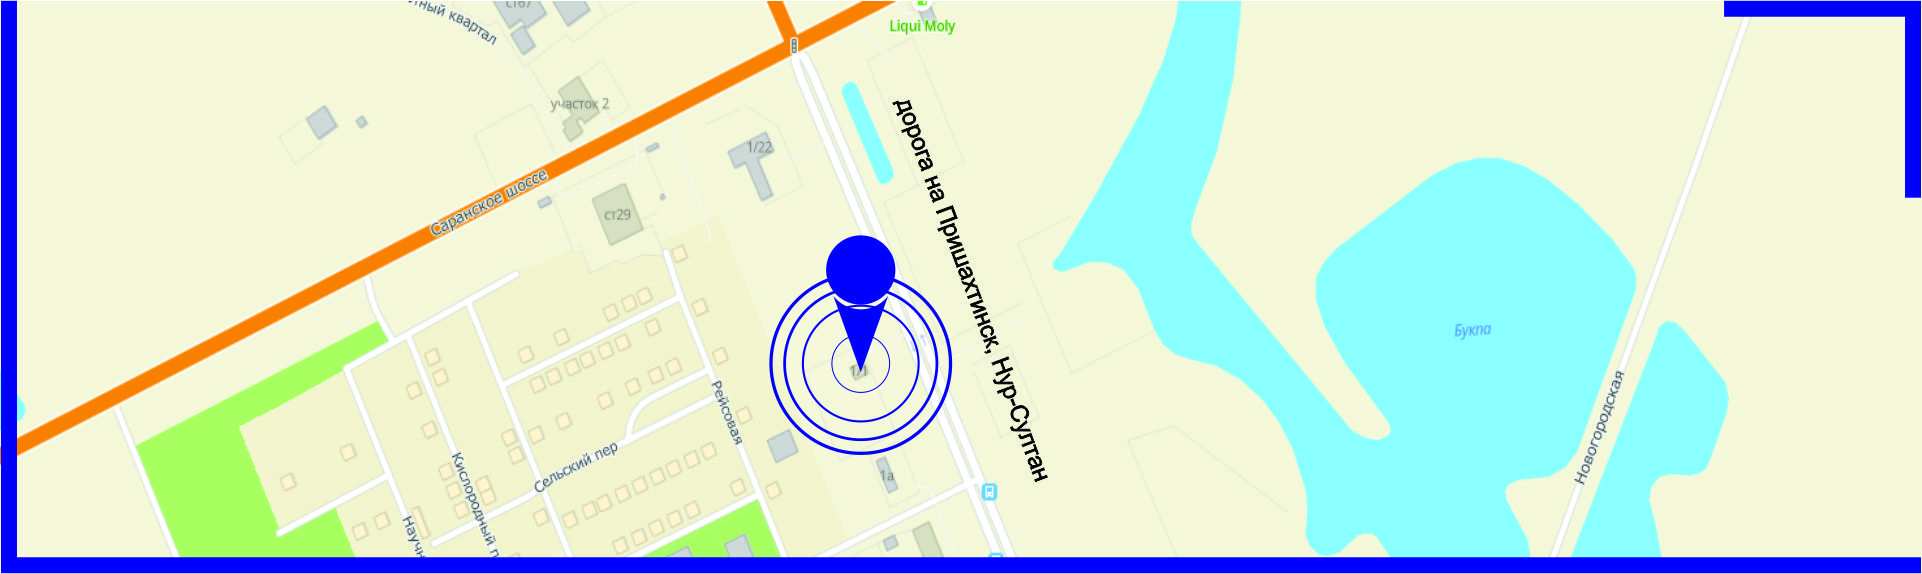 ст67
тный квартал
Liqui Moly
участок 2
1/22
Саранское шоссе
ст29
дорога на Пришахтинск, Нур-Султан
Букпа
1/1
Рейсовая
Новогородская
Сельский пер
Кислородный п
1а
Научн